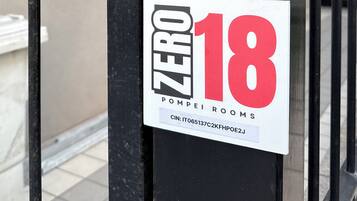 ZERO 18
POMPEI ROOMS
CIN: IT065137C2KFHPOE2J